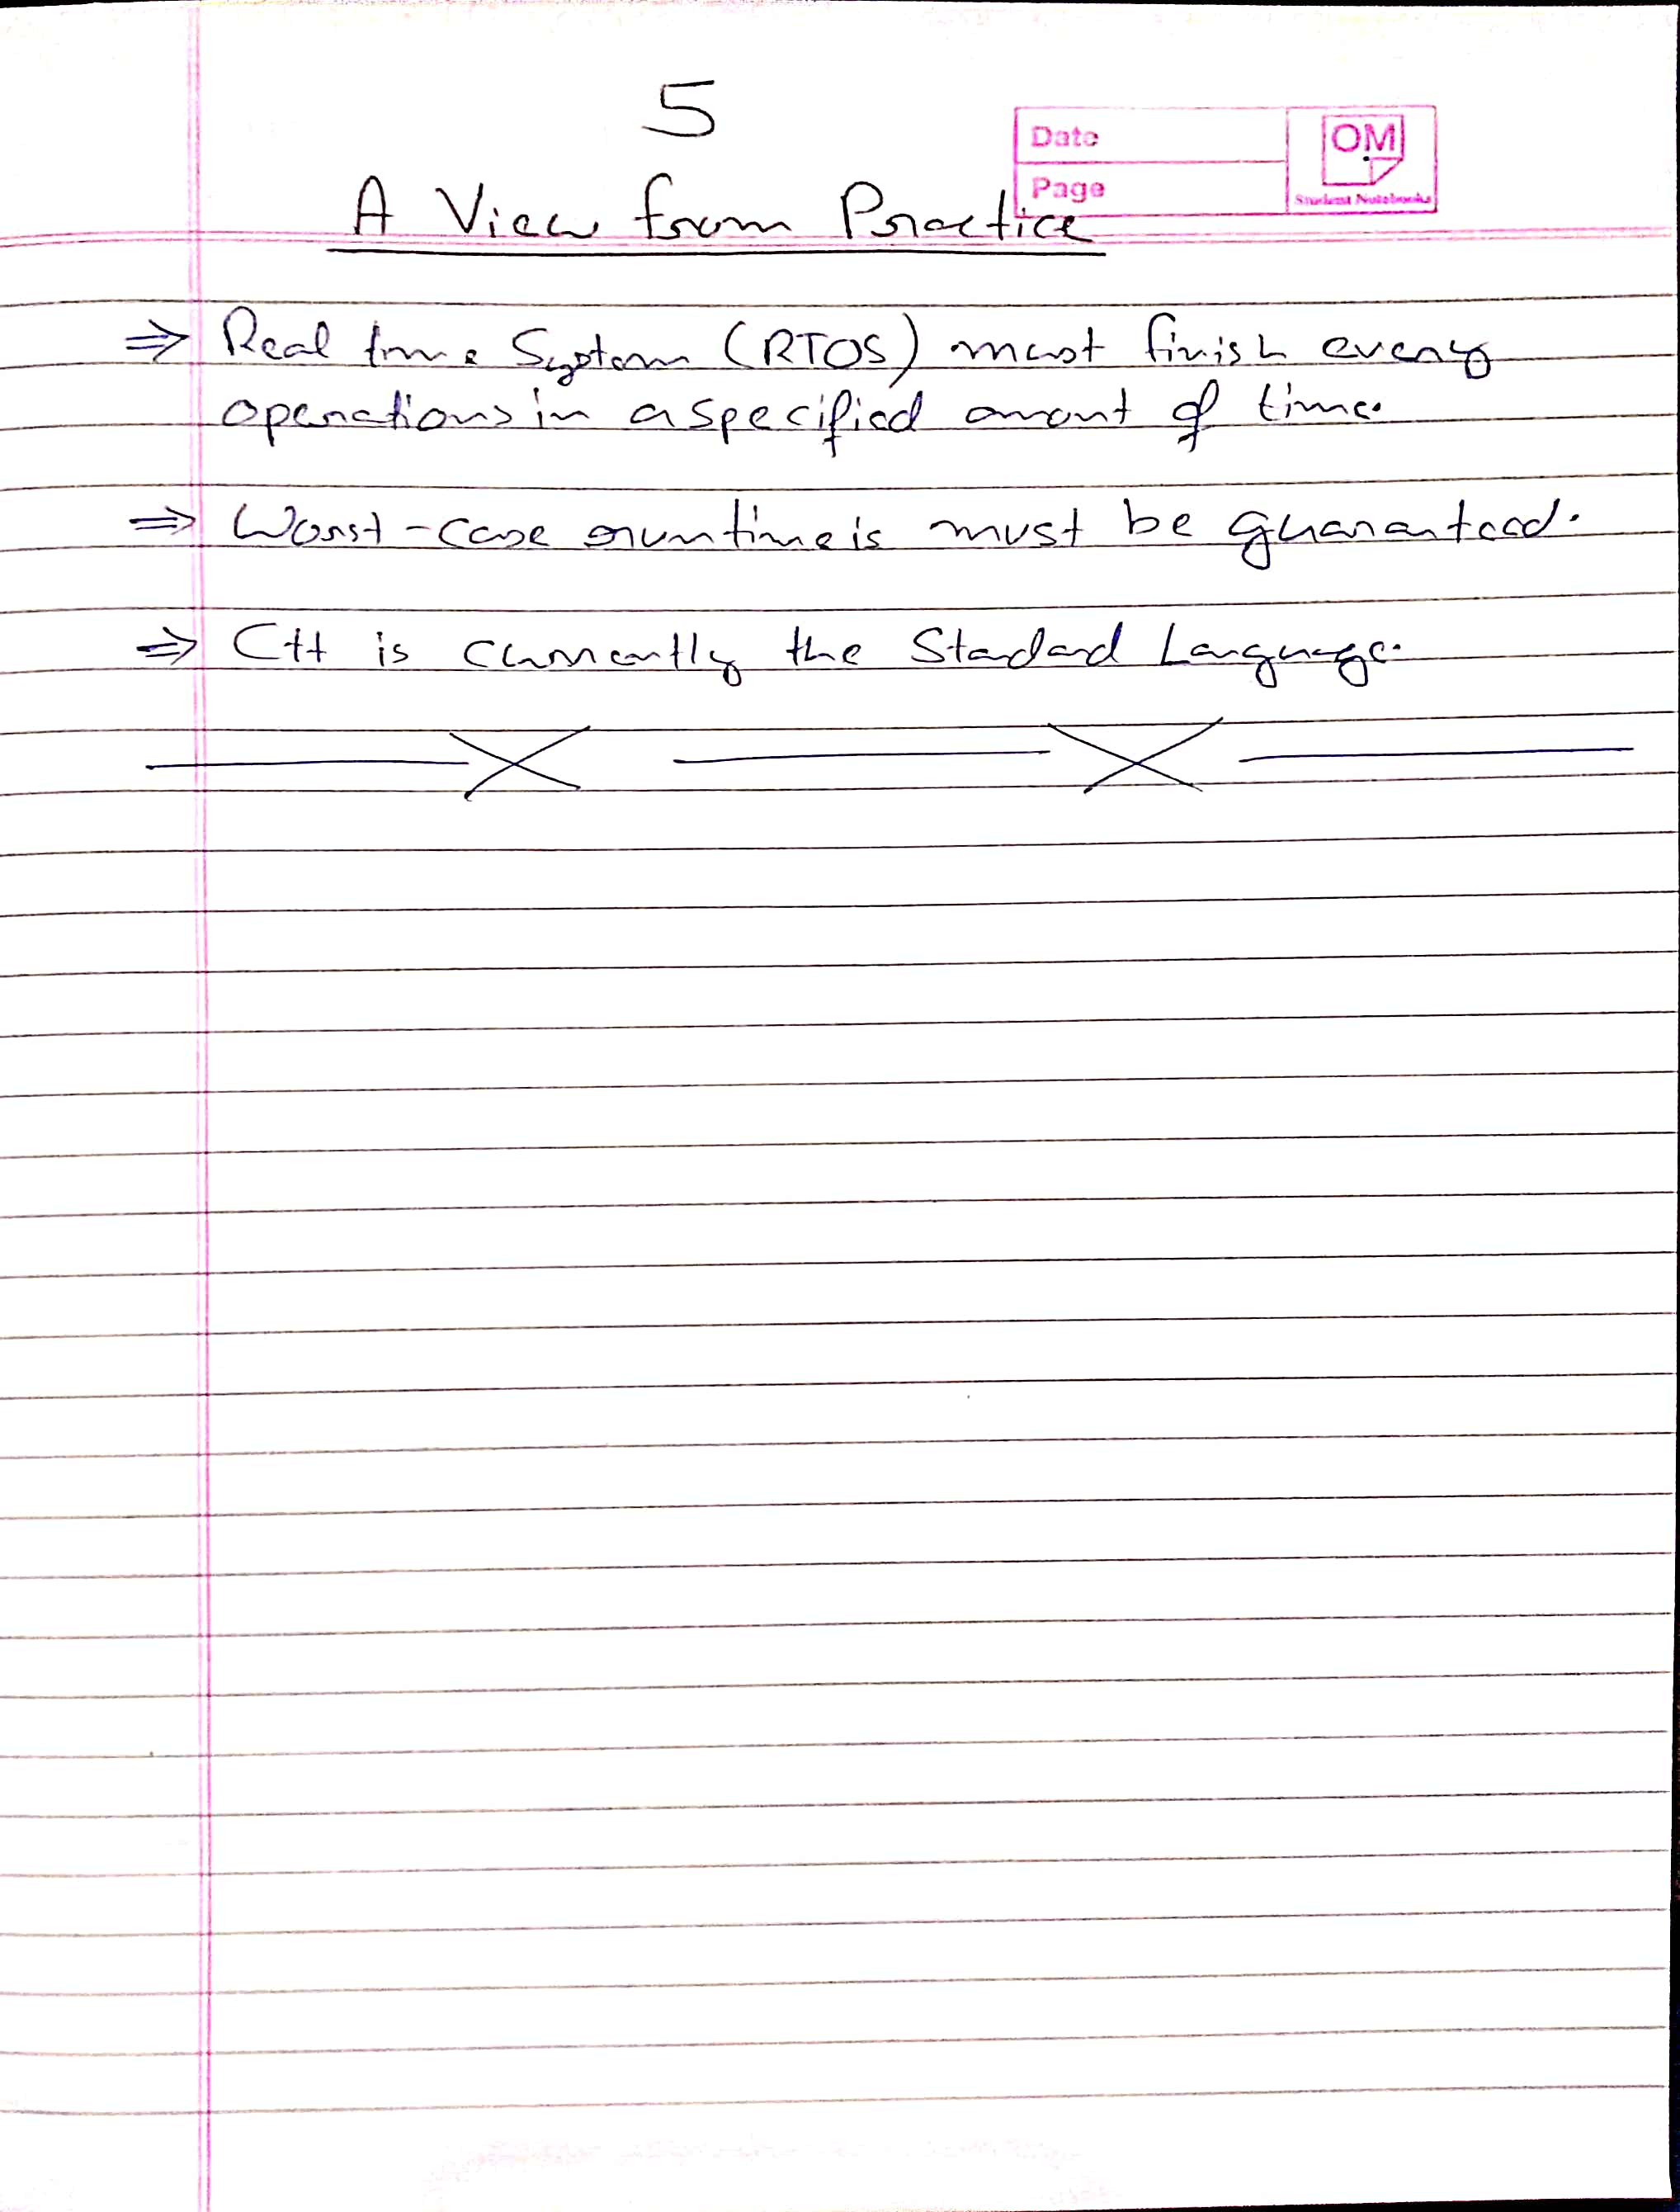 5
Date
OM
Page
Student Notebooks
A View from Practice
⇒ Real time System (RTOS) must finish every
operations in a specified amont of time.
⇒ Worst-case runtime is must be guaranteed.
⇒ C++ is currently the Standard Language.